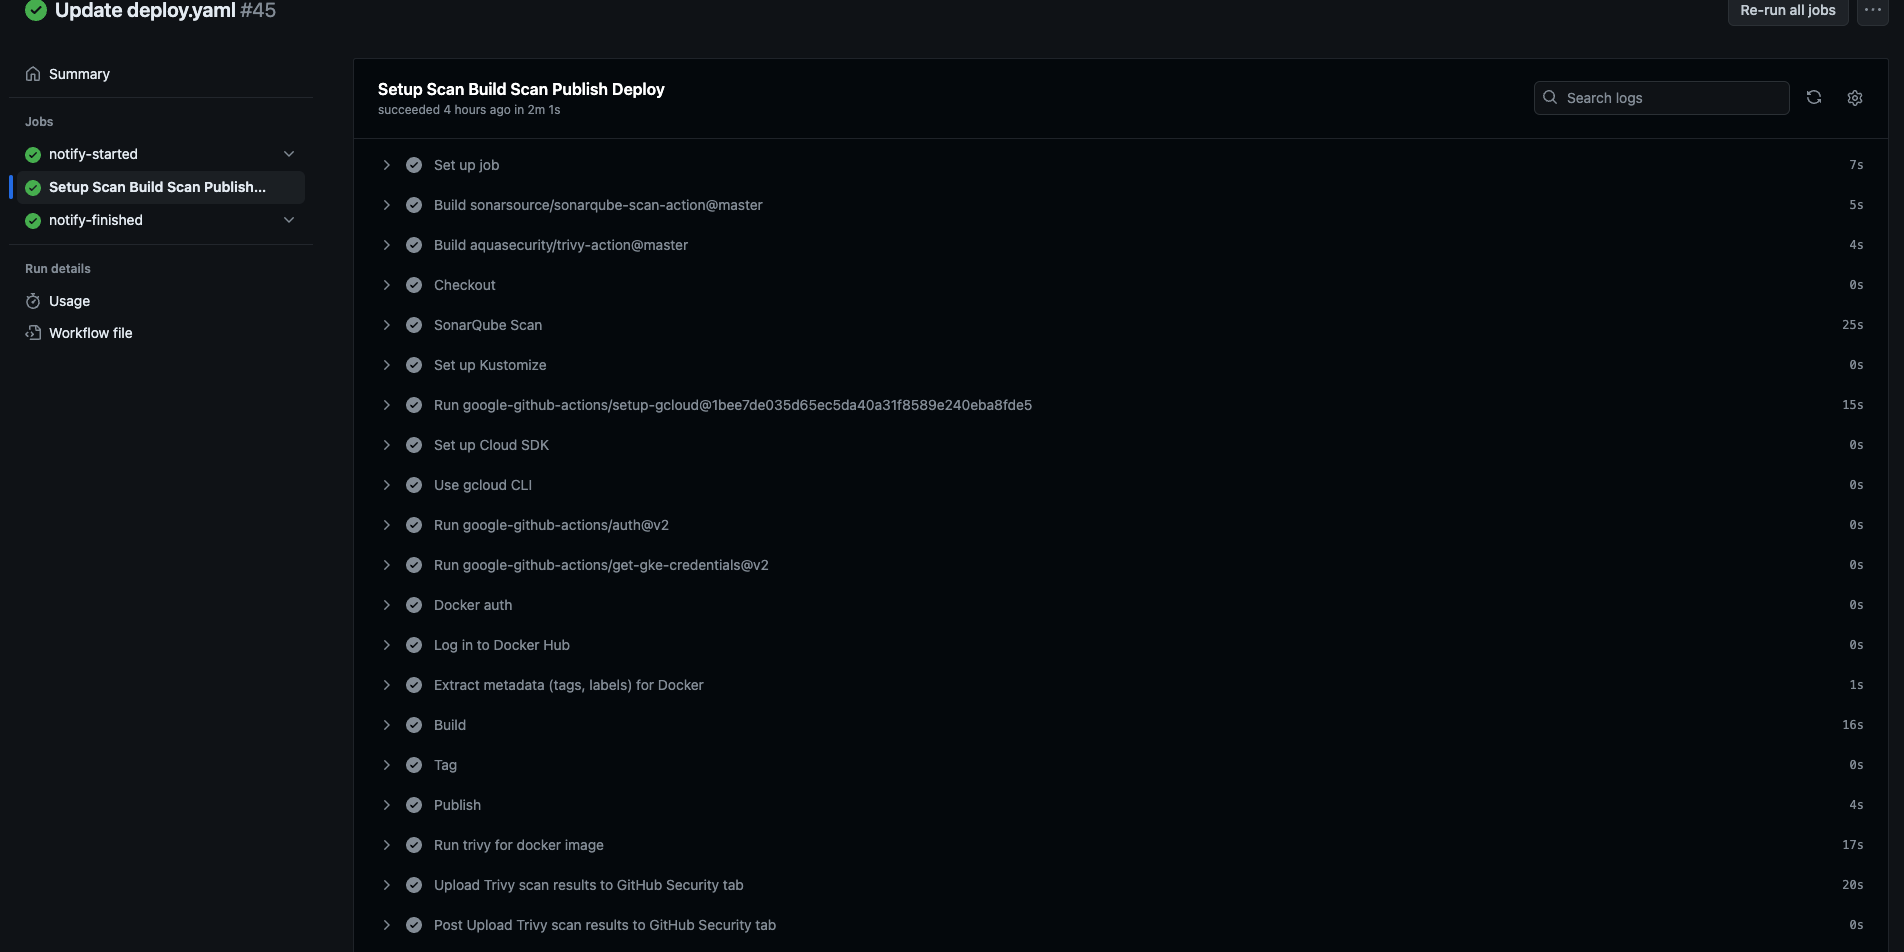 Update deploy.yaml #45
Re-run all jobs
Summary
Jobs
notify-started
Setup Scan Build Scan Publish...
notify-finished
Run details
Usage
Workflow file
Setup Scan Build Scan Publish Deploy
succeeded 4 hours ago in 2m 1s
Search logs
Set up job 7s
Build sonarsource/sonarqube-scan-action@master 5s
Build aquasecurity/trivy-action@master 4s
Checkout 0s
SonarQube Scan 25s
Set up Kustomize 0s
Run google-github-actions/setup-gcloud@1bee7de035d65ec5da40a31f8589e240eba8fde5 15s
Set up Cloud SDK 0s
Use gcloud CLI 0s
Run google-github-actions/auth@v2 0s
Run google-github-actions/get-gke-credentials@v2 0s
Docker auth 0s
Log in to Docker Hub 0s
Extract metadata (tags, labels) for Docker 1s
Build 16s
Tag 0s
Publish 4s
Run trivy for docker image 17s
Upload Trivy scan results to GitHub Security tab 20s
Post Upload Trivy scan results to GitHub Security tab 0s